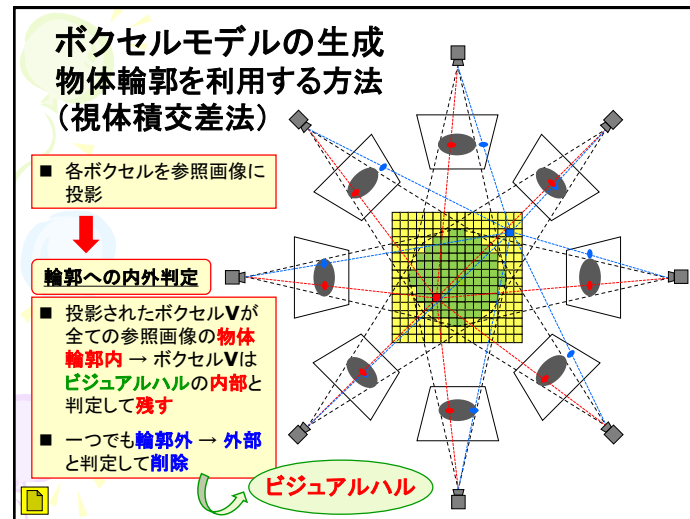 ボクセルモデルの生成
物体輪郭を利用する方法
(視体積交差法)
■ 各ボクセルを参照画像に
投影
輪郭への内外判定
■ 投影されたボクセルVが
全ての参照画像の物体
輪郭内 → ボクセルVは
ビジュアルハルの内部と
判定して残す
■ 一つでも輪郭外 → 外部
と判定して削除
ビジュアルハル